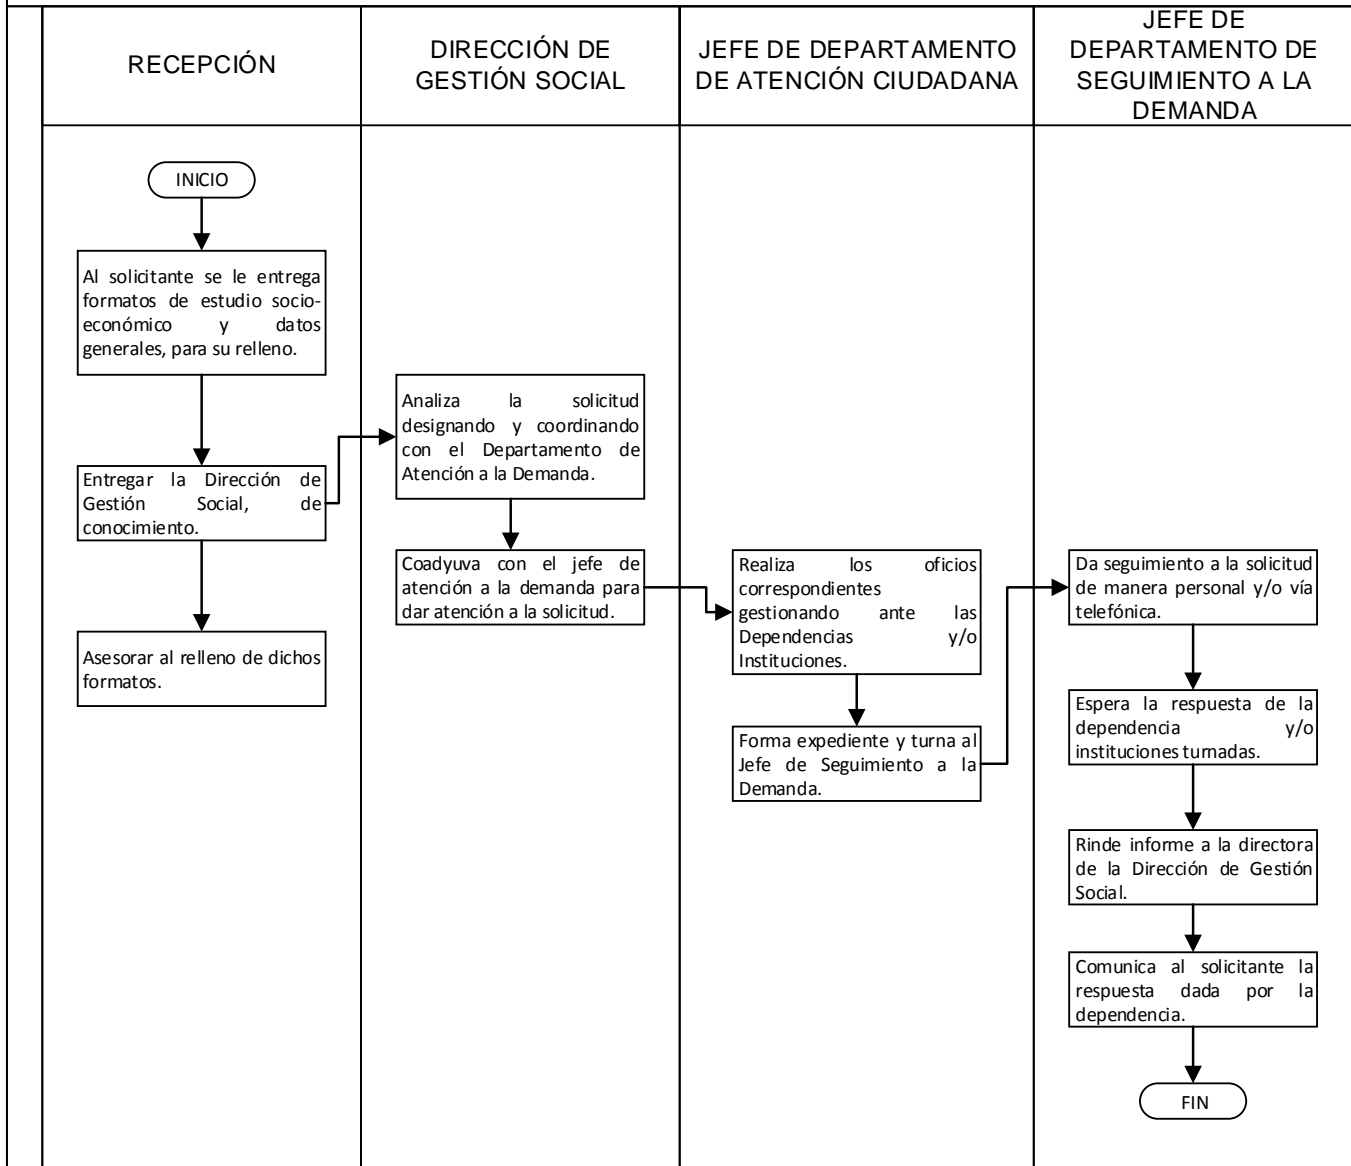 RECEPCIÓN
DIRECCIÓN DE
GESTIÓN SOCIAL
JEFE DE DEPARTAMENTO
DE ATENCIÓN CIUDADANA
JEFE DE
DEPARTAMENTO DE
SEGUIMIENTO A LA
DEMANDA
INICIO
Al solicitante se le entrega
formatos de estudio socio-
económico y datos
generales, para su relleno.
Entregar la Dirección de
Gestión Social, de
conocimiento.
Asesorar al relleno de dichos
formatos.
Analiza la solicitud
designando y coordinando
con el Departamento de
Atención a la Demanda.
Coadyuva con el jefe de
atención a la demanda para
dar atención a la solicitud.
Realiza los oficios
correspondientes
gestionando ante las
Dependencias y/o
Instituciones.
Forma expediente y turna al
Jefe de Seguimiento a la
Demanda.
Da seguimiento a la solicitud
de manera personal y/o vía
telefónica.
Espera la respuesta de la
dependencia y/o
instituciones turnadas.
Rinde informe a la directora
de la Dirección de Gestión
Social.
Comunica al solicitante la
respuesta dada por la
dependencia.
FIN